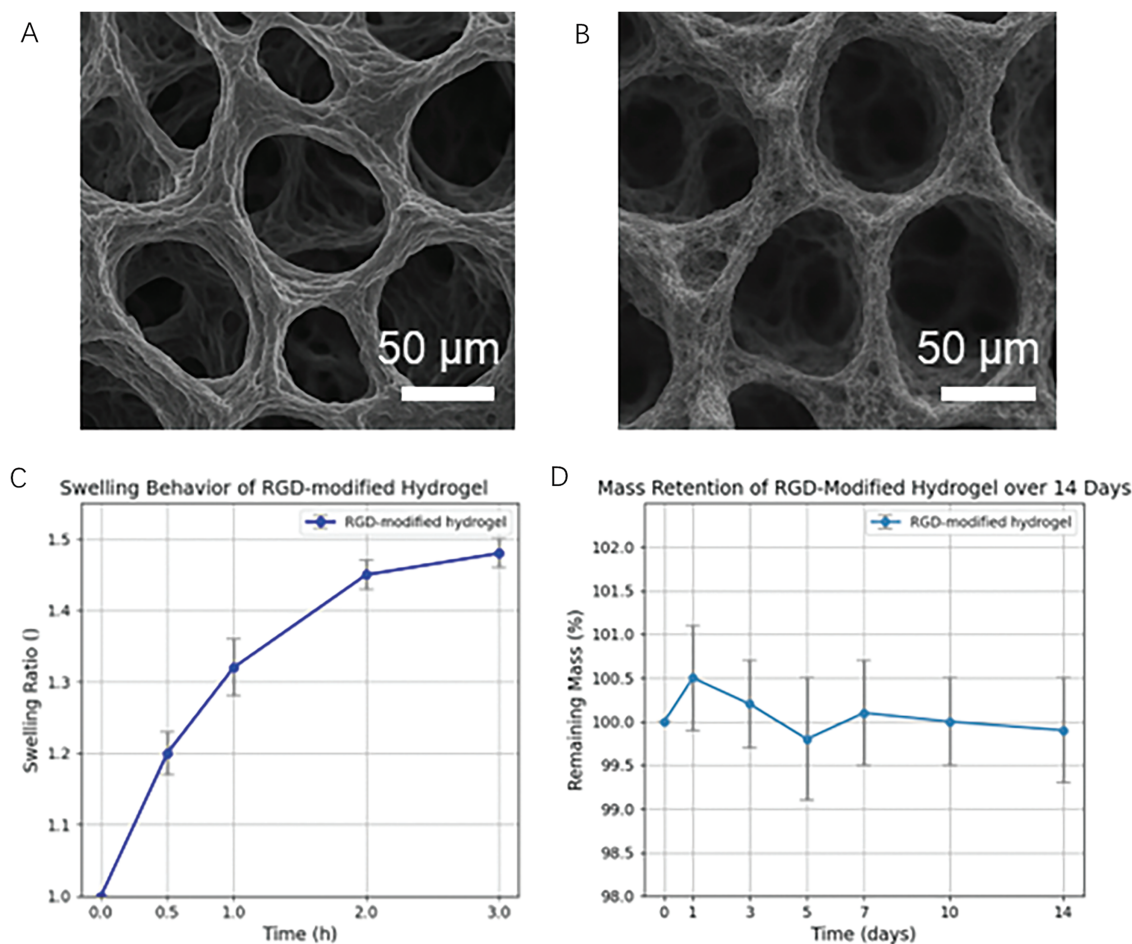 A
B
50 μm
50 μm
C
D
Swelling Behavior of RGD-modified Hydrogel
Mass Retention of RGD-Modified Hydrogel over 14 Days
RGD-modified hydrogel
RGD-modified hydrogel
Swelling Ratio ()
1.5
1.4
1.3
1.2
1.1
1.0
0.0 0.5 1.0 2.0 3.0
Time (h)
Remaining Mass (%)
102.0
101.5
101.0
100.5
100.0
99.5
99.0
98.5
98.0
0 1 3 5 7 10 14
Time (days)